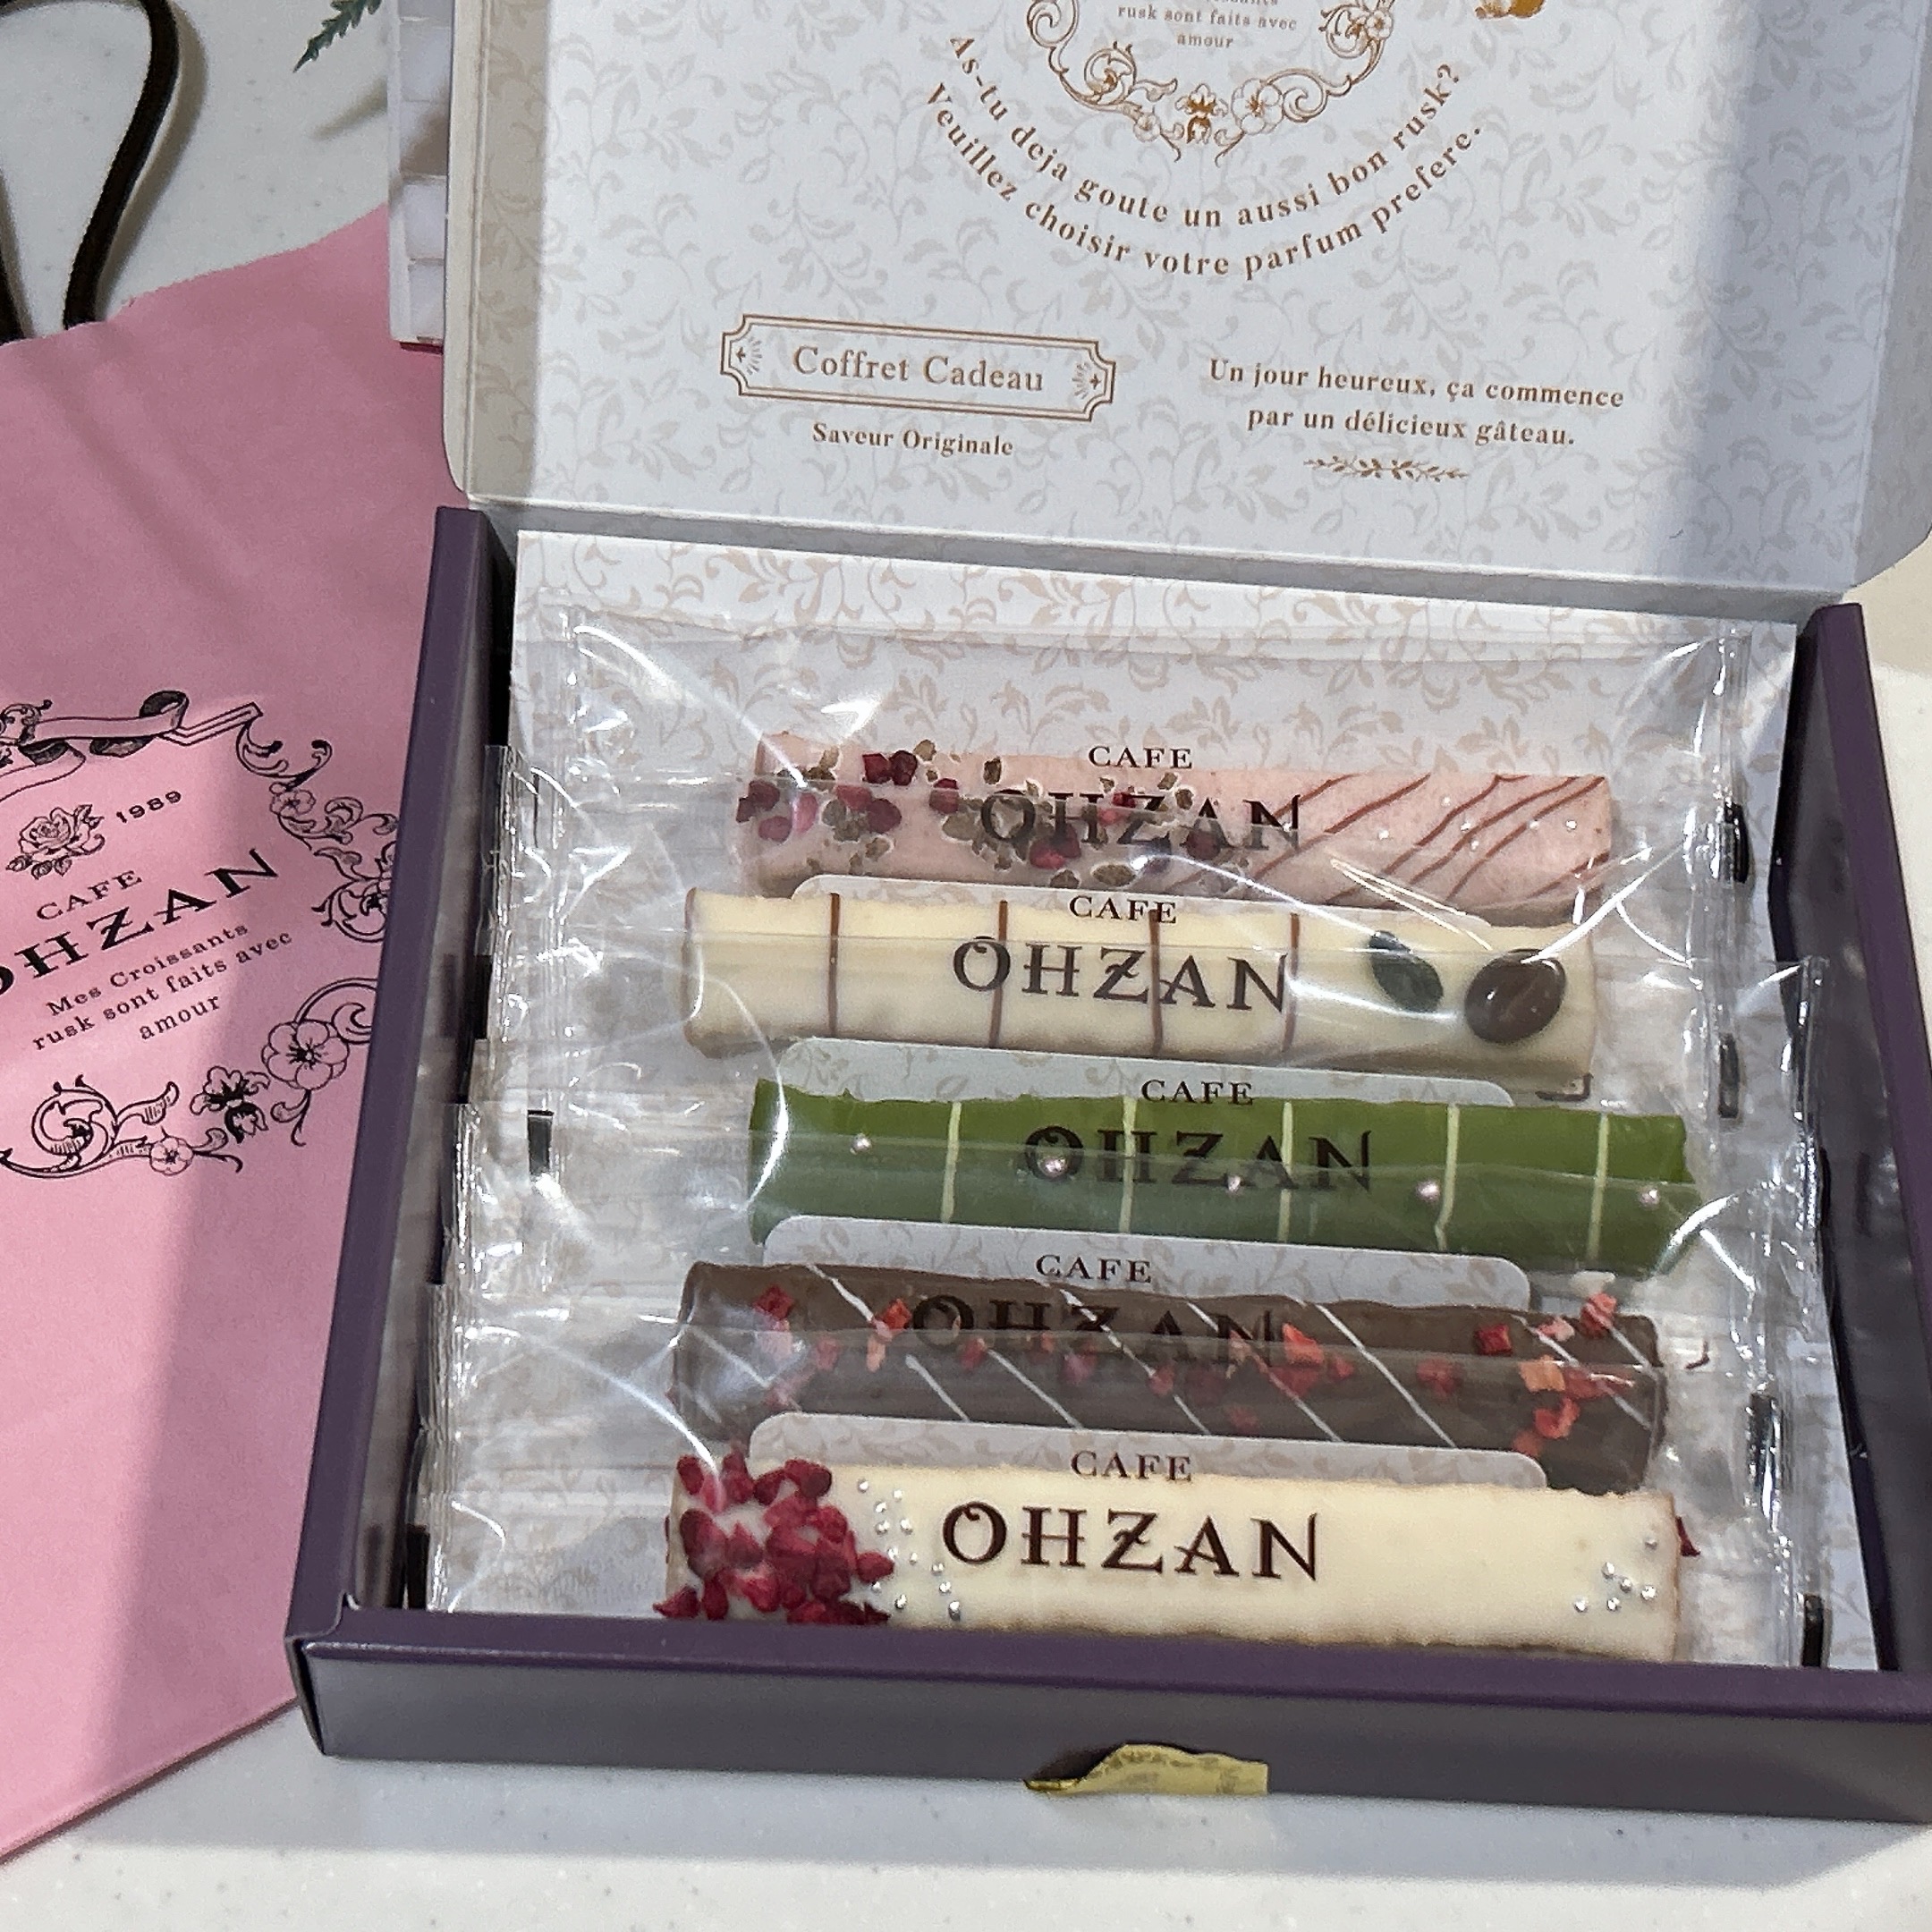 rusk sont faits avec
amour
As-tu deja goute un aussi bon rusk?
Veuillez choisir votre parfum prefere.
Coffret Cadeau
Saveur Originale
Un jour heureux, ça commence
par un délicieux gâteau.
1989
CAFE
OHZAN
Mes Croissants
rusk sont faits avec
amour
CAFE
OHZAN
CAFE
OHZAN
CAFE
OHZAN
CAFE
OHZAN
CAFE
OHZAN